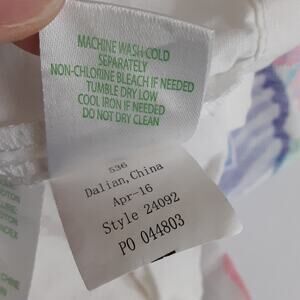 MACHINE WASH COLD
SEPARATELY
NON-CHLORINE BLEACH IF NEEDED
TUMBLE DRY LOW
COOL IRON IF NEEDED
DO NOT DRY CLEAN
536
Dalian, China
Apr-16
Style 24092
PO 044803